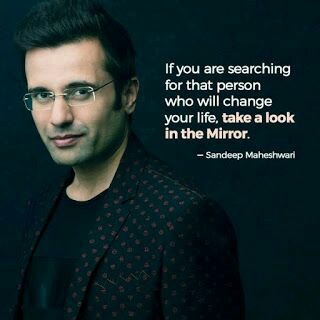 If you are searching
for that person
who will change
your life, take a look
in the Mirror.
— Sandeep Maheshwari